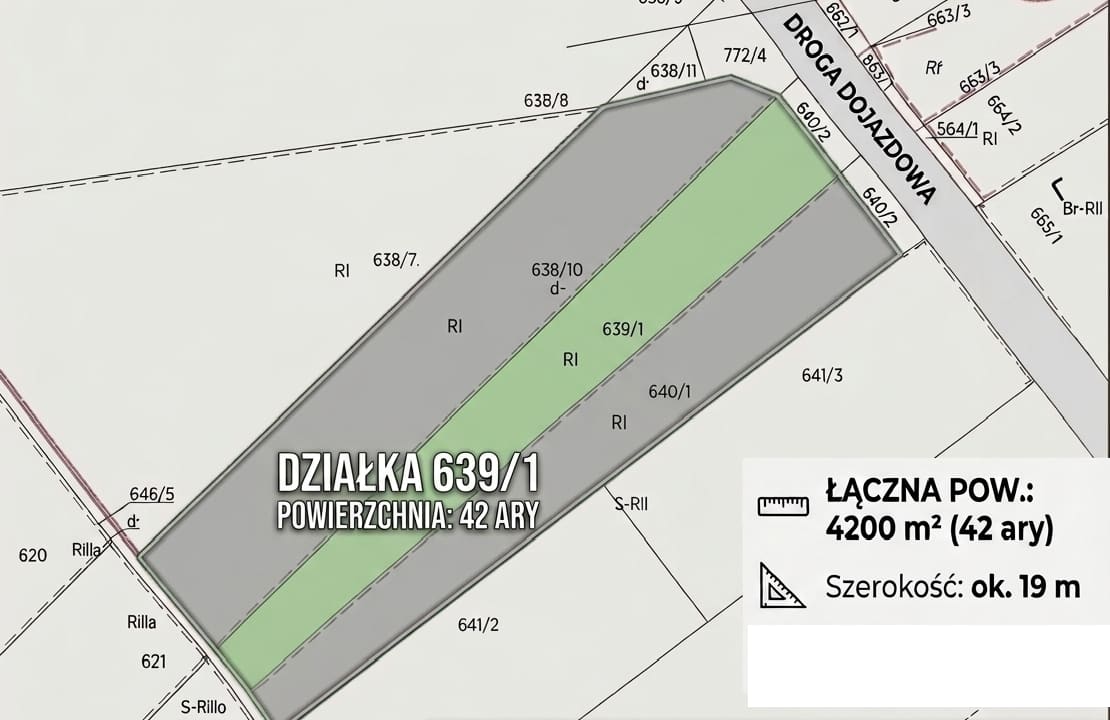 662/1
663/3
772/4
638/11
d·
Rf
863/1
663/3
638/8
DROGA DOJAZDOWA
640/2
664/2
564/1
RI
640/2
Br-RII
665/1
638/7.
RI
638/10
d-
RI
639/1
RI
640/1
RI
641/3
DZIAŁKA 639/1
POWIERZCHNIA: 42 ARY
646/5
d·
S-RII
620
Rilla
Rilla
621
S-Rillo
641/2
ŁĄCZNA POW.:
4200 m² (42 ary)
Szerokość: ok. 19 m